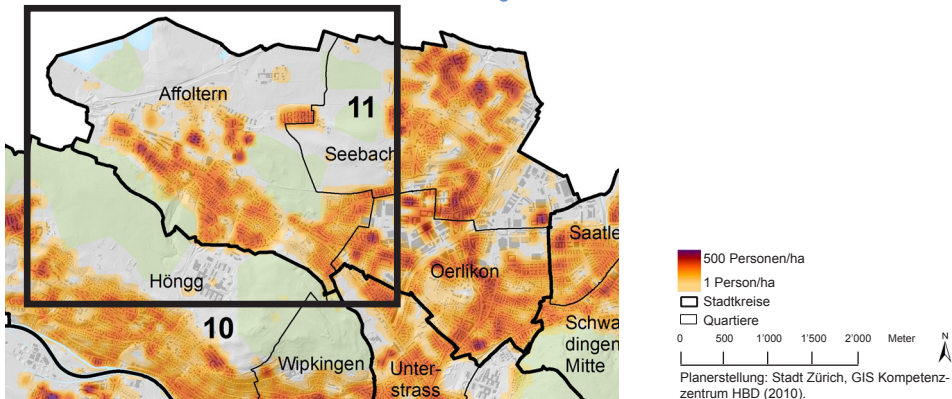 Affoltern
11
Seebach
Saatle
Oerlikon
Höngg
10
Schwa
dingen
Mitte
Wipkingen
Unter-
strass
500 Personen/ha
1 Person/ha
Stadtkreise
Quartiere
0 500 1'000 1'500 2'000 Meter N
Planerstellung: Stadt Zürich, GIS Kompetenz-
zentrum HBD (2010).